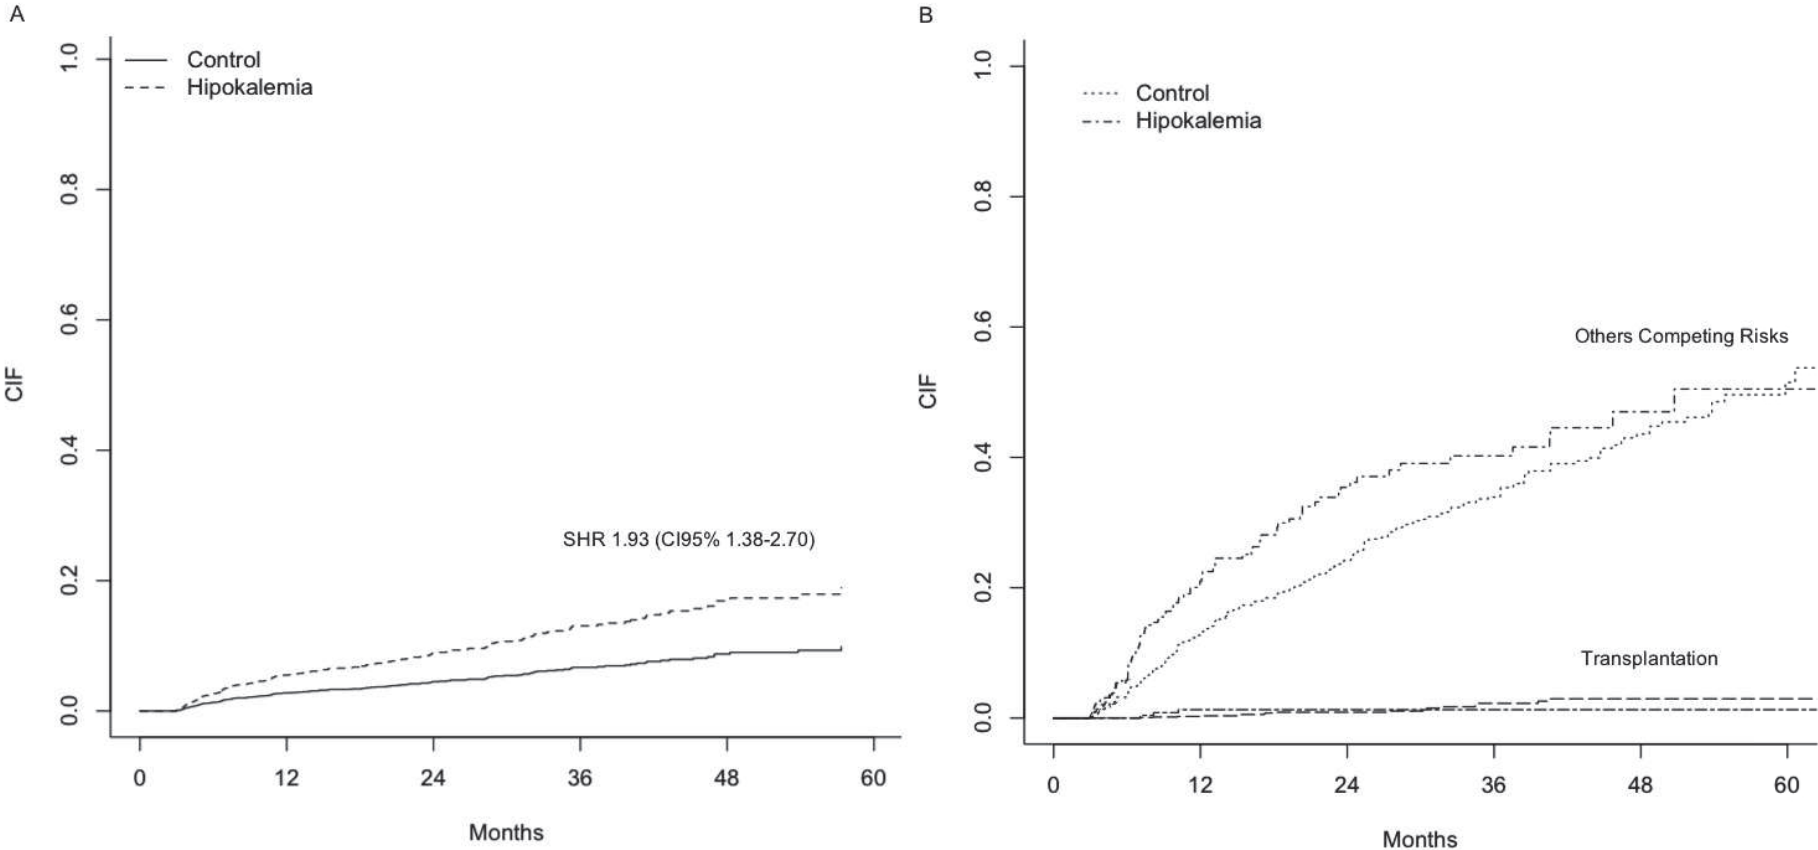 A
Control
Hipokalemia
1.0
0.8
0.6
0.4
0.2
0.0
CIF
SHR 1.93 (CI95% 1.38-2.70)
0 12 24 36 48 60
Months
B
Control
Hipokalemia
1.0
0.8
0.6
0.4
0.2
0.0
CIF
Others Competing Risks
Transplantation
0 12 24 36 48 60
Months